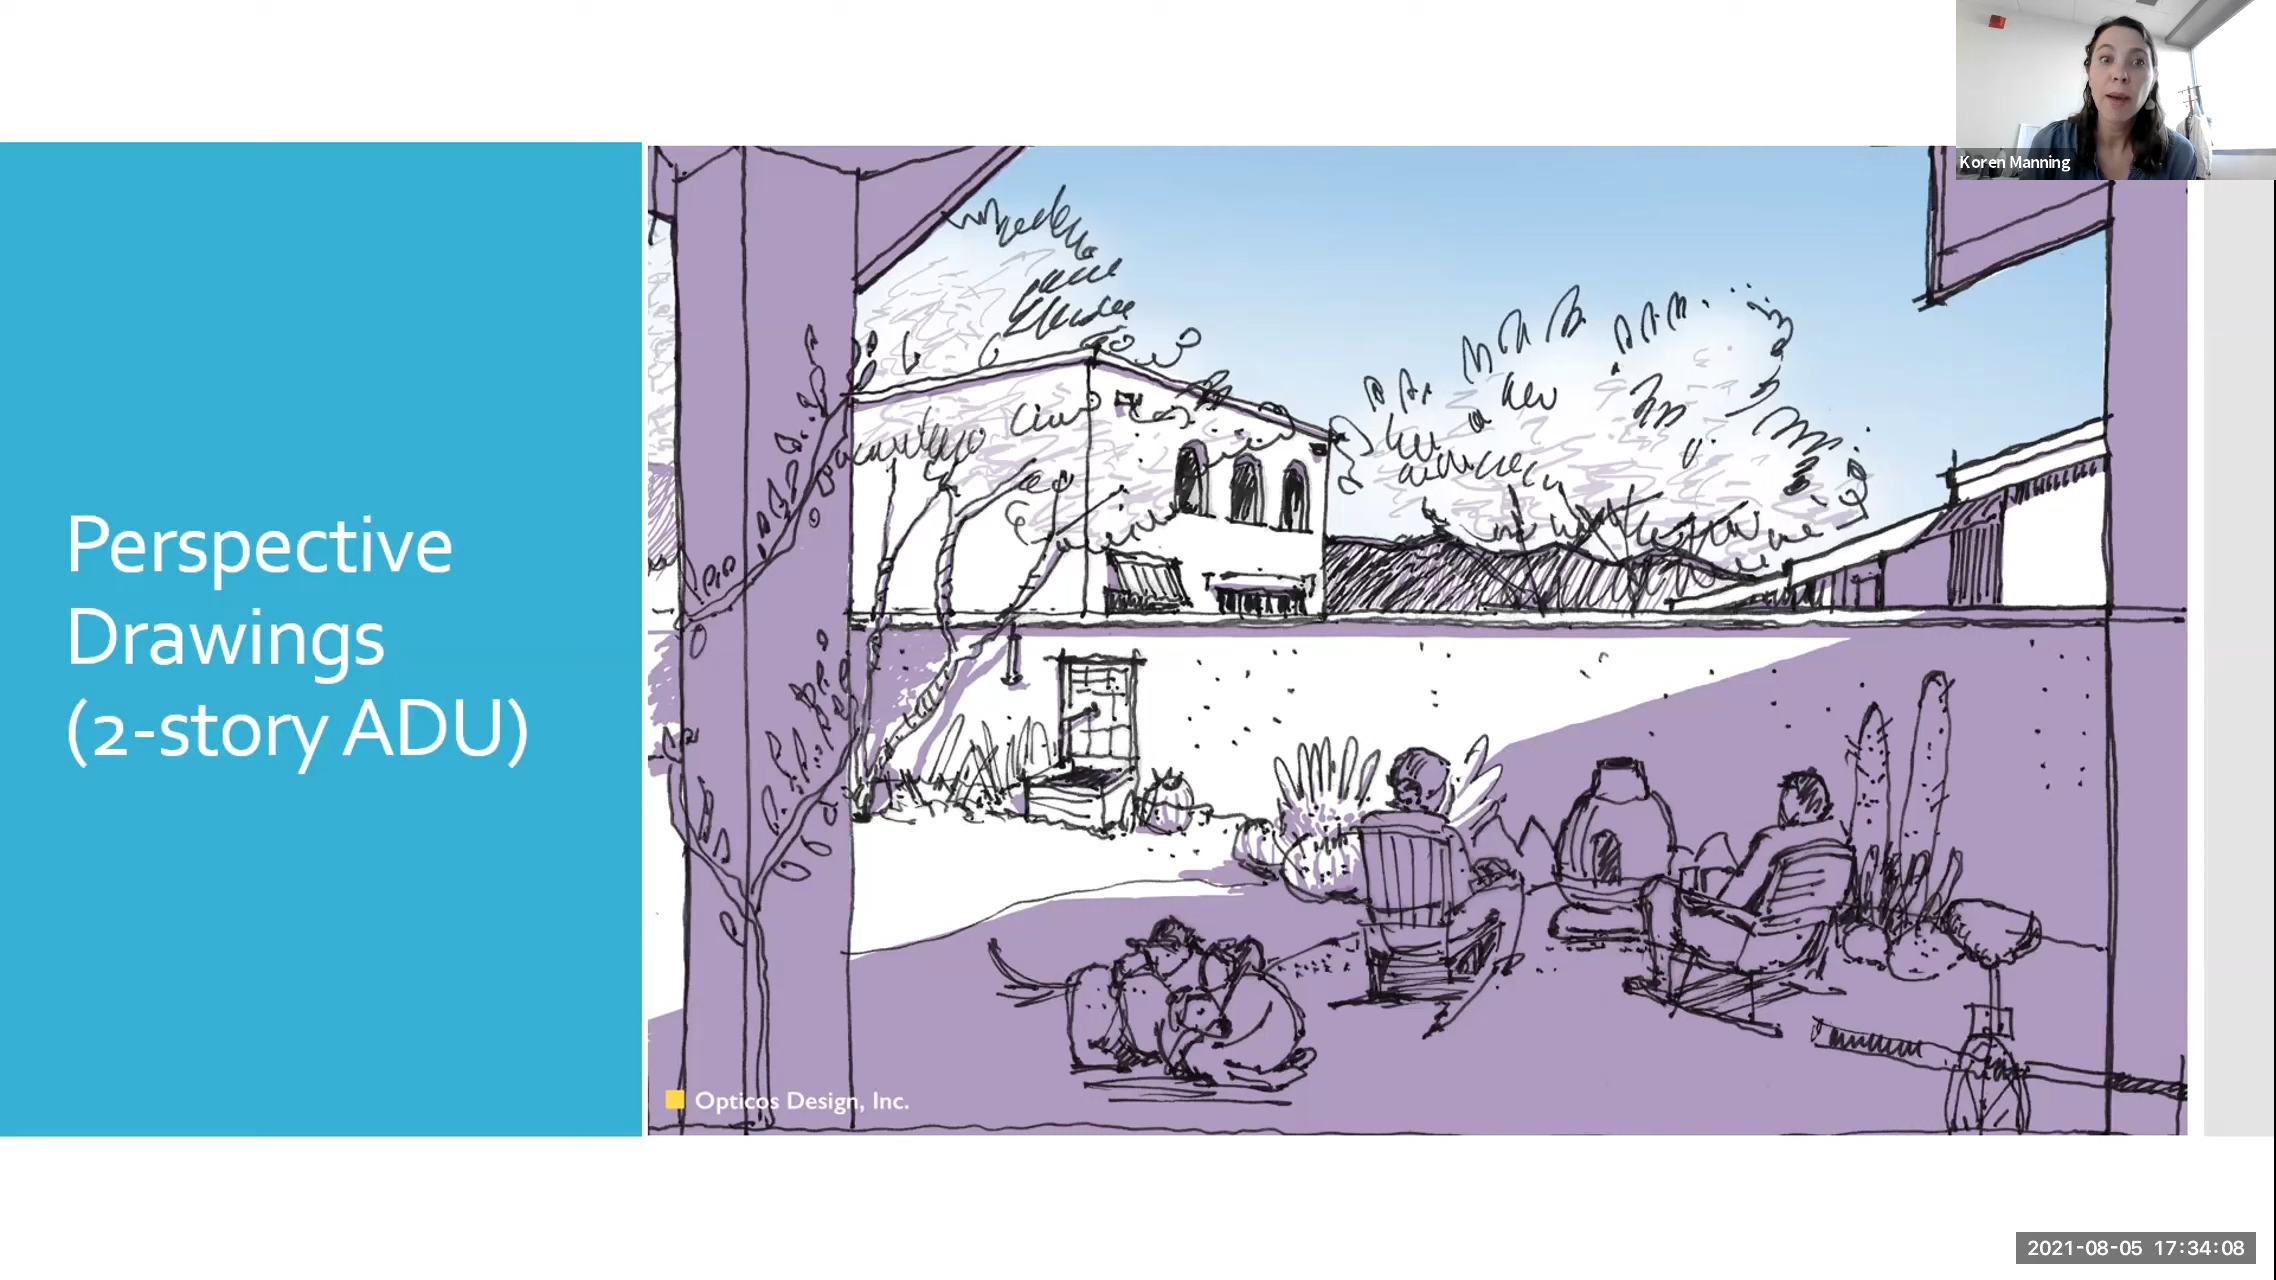 Koren Manning
Perspective
Drawings
(2-story ADU)
Opticos Design, Inc.
2021-08-05 17:34:08